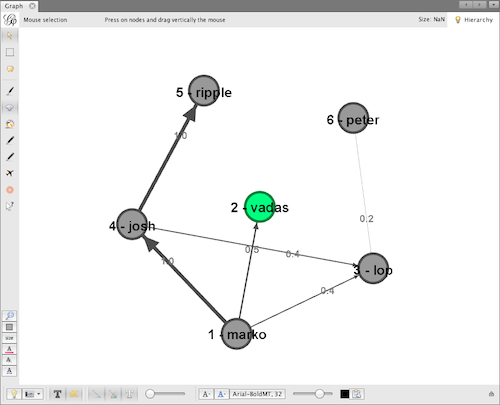 Graph
Mouse selection
Press on nodes and drag vertically the mouse
Size: NaN
Hierarchy
5 - ripple
6 - peter
1.0
2 - vadas
0.2
4 - josh
0.5
0.4
1.0
3 - lop
0.4
1 - marko
Arial-BoldMT, 32